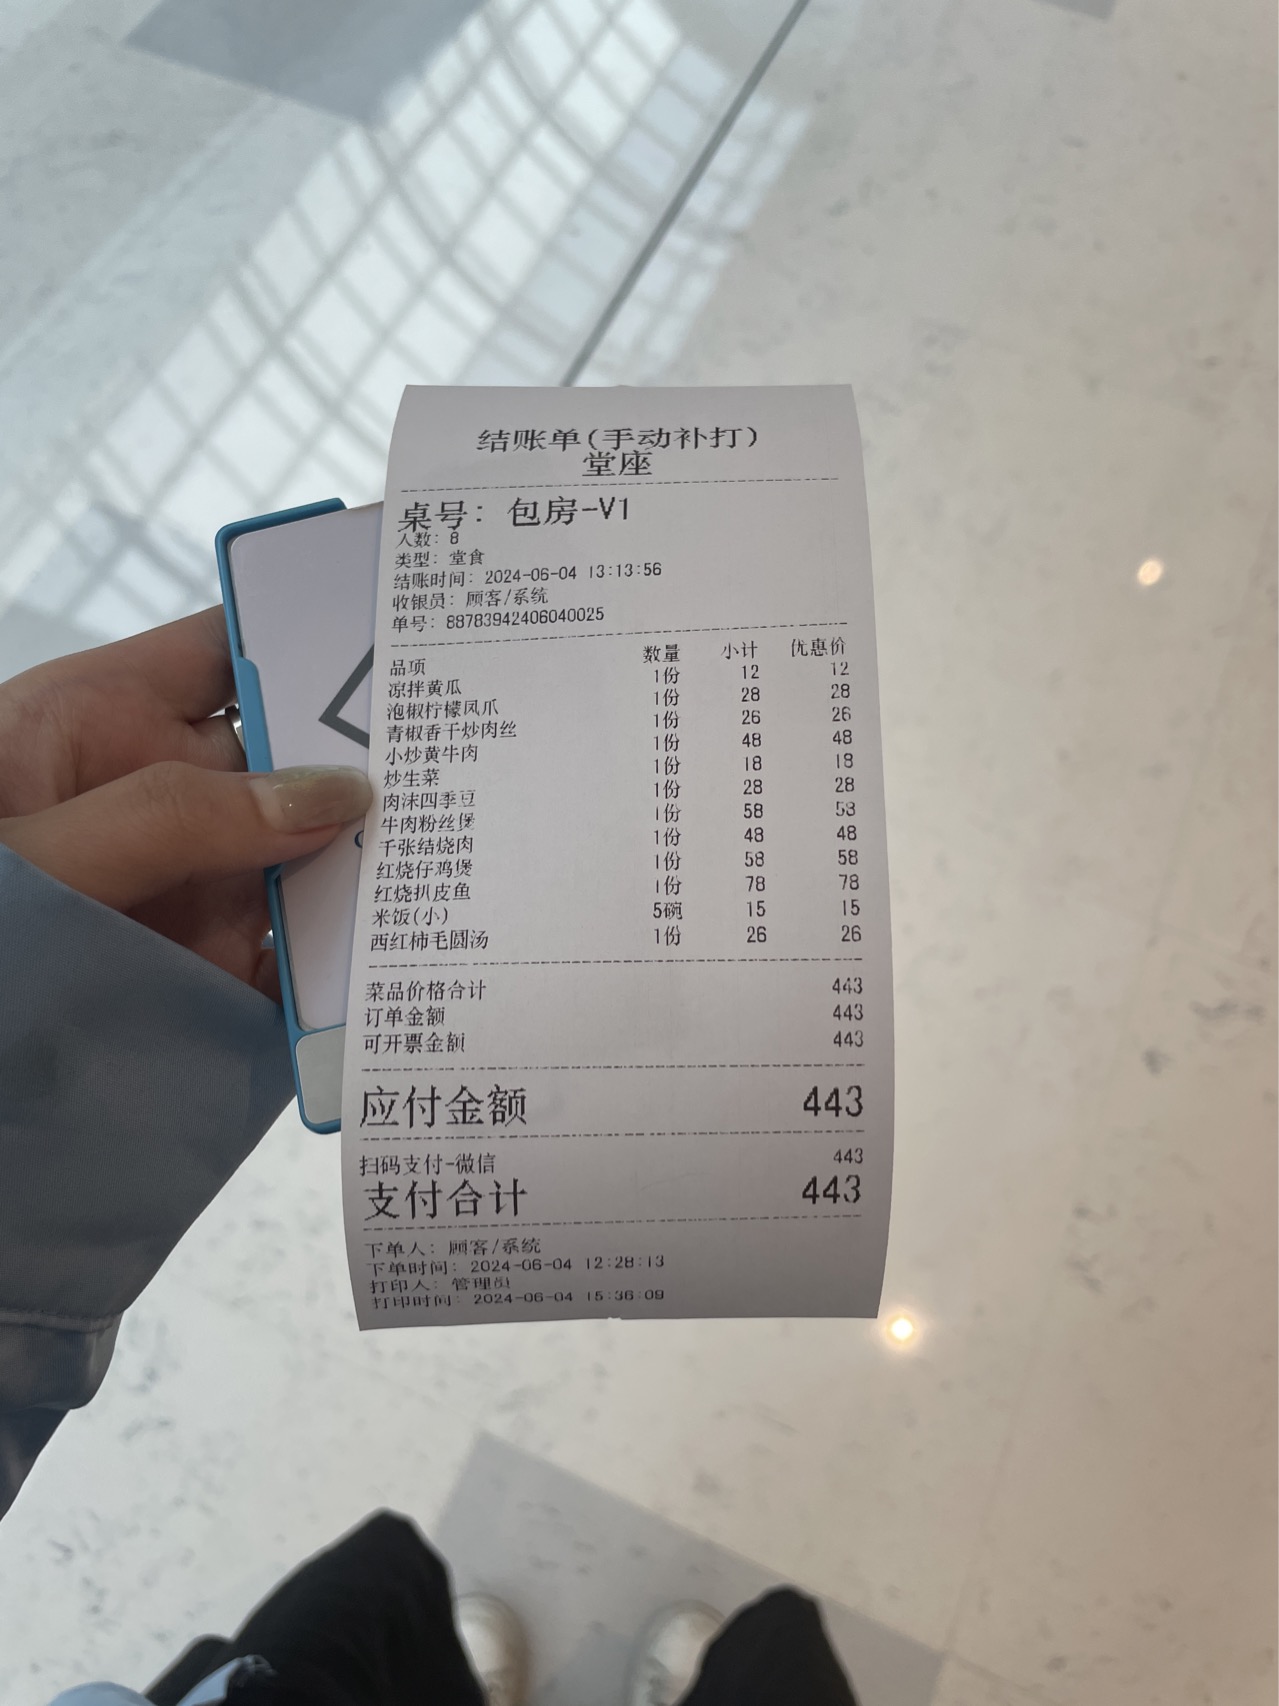 结账单(手动补打)
堂座
桌号: 包房-V1
人数: 8
类型: 堂食
结账时间: 2024-06-04 13:13:56
收银员: 顾客/系统
单号: 88783942406040025
品项 数量 小计 优惠价
凉拌黄瓜 1份 12 12
泡椒柠檬凤爪 1份 28 28
青椒香干炒肉丝 1份 26 26
小炒黄牛肉 1份 48 48
炒生菜 1份 18 18
肉沫四季豆 1份 28 28
牛肉粉丝煲 1份 58 58
千张结烧肉 1份 48 48
红烧仔鸡煲 1份 58 58
红烧扒皮鱼 1份 78 78
米饭(小) 5碗 15 15
西红柿毛圆汤 1份 26 26
菜品价格合计 443
订单金额 443
可开票金额 443
应付金额 443
扫码支付-微信 443
支付合计 443
下单人: 顾客/系统
下单时间: 2024-06-04 12:28:13
打印人: 管理员
打印时间: 2024-06-04 15:36:09